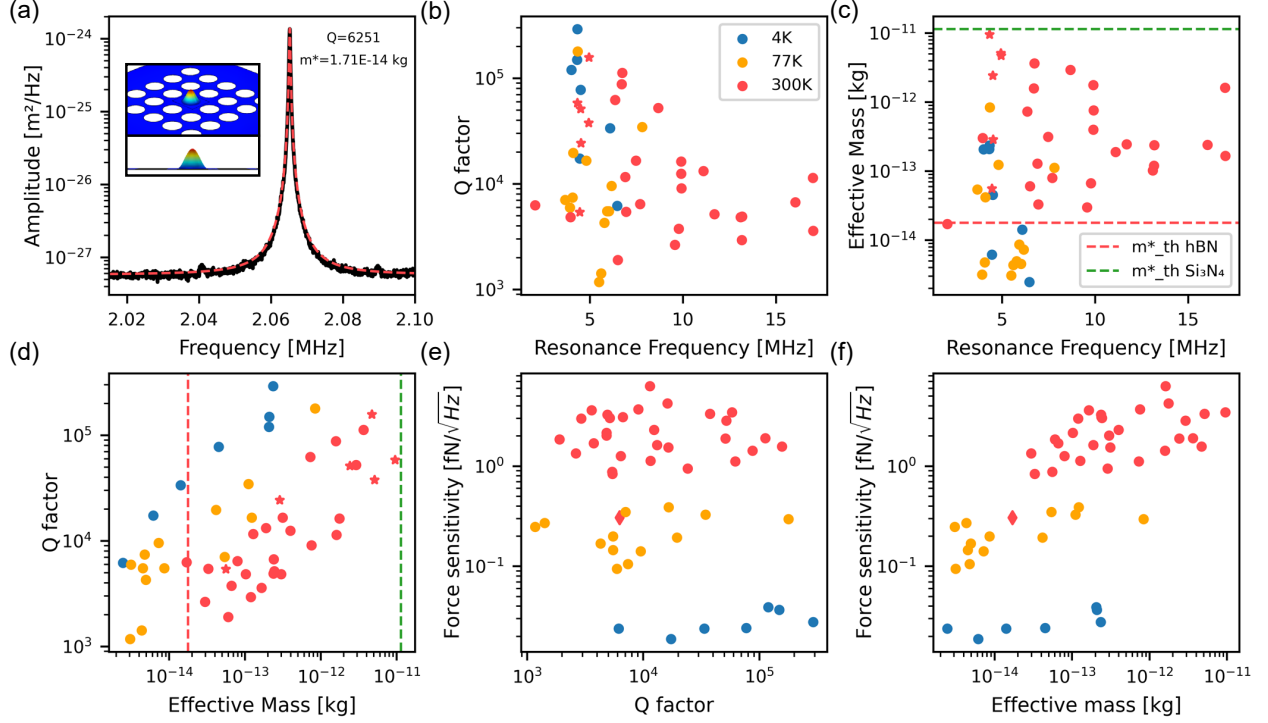 (a)
Amplitude [m²/Hz]
10⁻²⁴
10⁻²⁵
10⁻²⁶
10⁻²⁷
Q=6251
m*=1.71E-14 kg
2.02 2.04 2.06 2.08 2.10
Frequency [MHz]
(b)
Q factor
10⁵
10⁴
10³
4K
77K
300K
5 10 15
Resonance Frequency [MHz]
(c)
Effective Mass [kg]
10⁻¹¹
10⁻¹²
10⁻¹³
10⁻¹⁴
m*_th hBN
m*_th Si₃N₄
5 10 15
Resonance Frequency [MHz]
(d)
Q factor
10⁵
10⁴
10³
10⁻¹⁴ 10⁻¹³ 10⁻¹² 10⁻¹¹
Effective Mass [kg]
(e)
Force sensitivity [fN/√Hz]
10⁰
10⁻¹
10³ 10⁴ 10⁵
Q factor
(f)
Force sensitivity [fN/√Hz]
10⁰
10⁻¹
10⁻¹⁴ 10⁻¹³ 10⁻¹² 10⁻¹¹
Effective mass [kg]